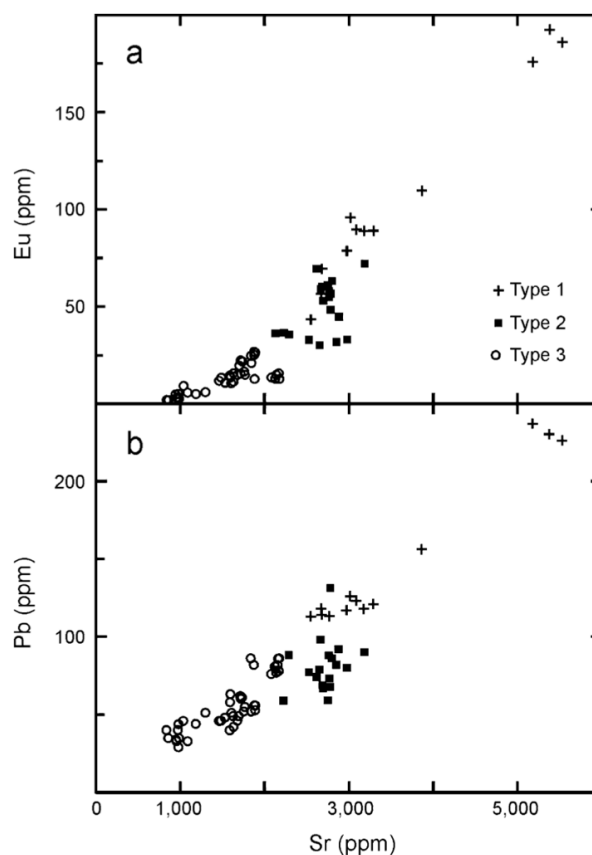 a
Eu (ppm)
150
100
50
Type 1
Type 2
Type 3
b
Pb (ppm)
200
100
0
1,000
3,000
5,000
Sr (ppm)